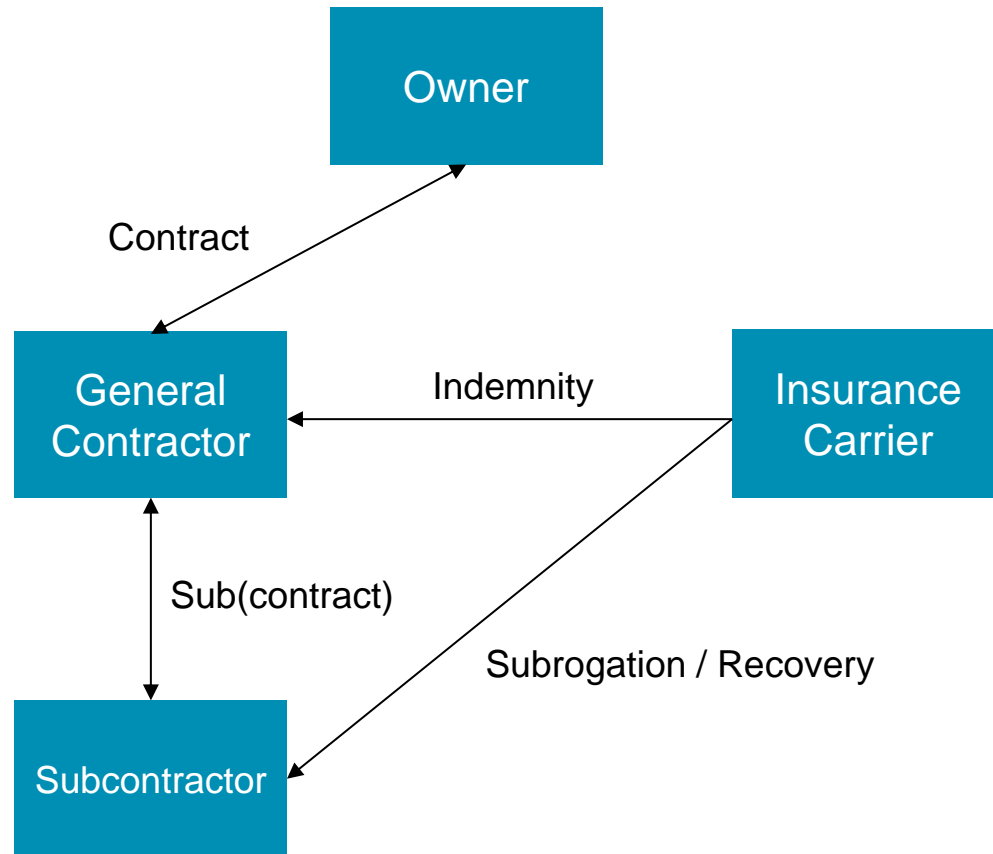 Owner
Contract
General
Contractor
Indemnity
Insurance
Carrier
Sub(contract)
Subrogation / Recovery
Subcontractor